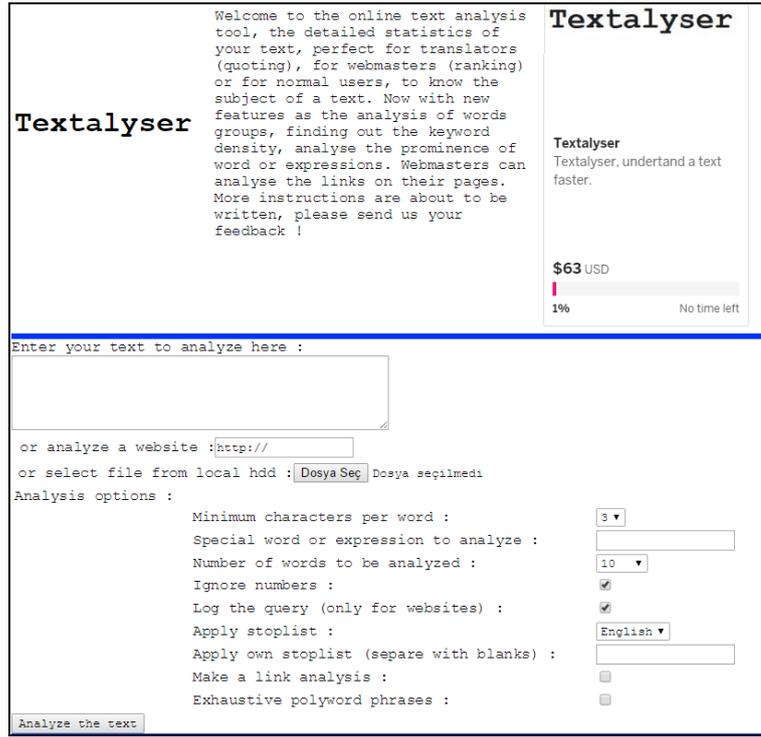 Textalyser
Welcome to the online text analysis
tool, the detailed statistics of
your text, perfect for translators
(quoting), for webmasters (ranking)
or for normal users, to know the
subject of a text. Now with new
features as the analysis of words
groups, finding out the keyword
density, analyse the prominence of
word or expressions. Webmasters can
analyse the links on their pages.
More instructions are about to be
written, please send us your
feedback !
Textalyser
Textalyser
Textalyser, undertand a text
faster.
$63 USD
1% No time left
Enter your text to analyze here :
or analyze a website :http://
or select file from local hdd : Dosya Seç Dosya seçilmedi
Analysis options :
Minimum characters per word : 3
Special word or expression to analyze :
Number of words to be analyzed : 10
Ignore numbers :
Log the query (only for websites) :
Apply stoplist : English
Apply own stoplist (separe with blanks) :
Make a link analysis :
Exhaustive polyword phrases :
Analyze the text